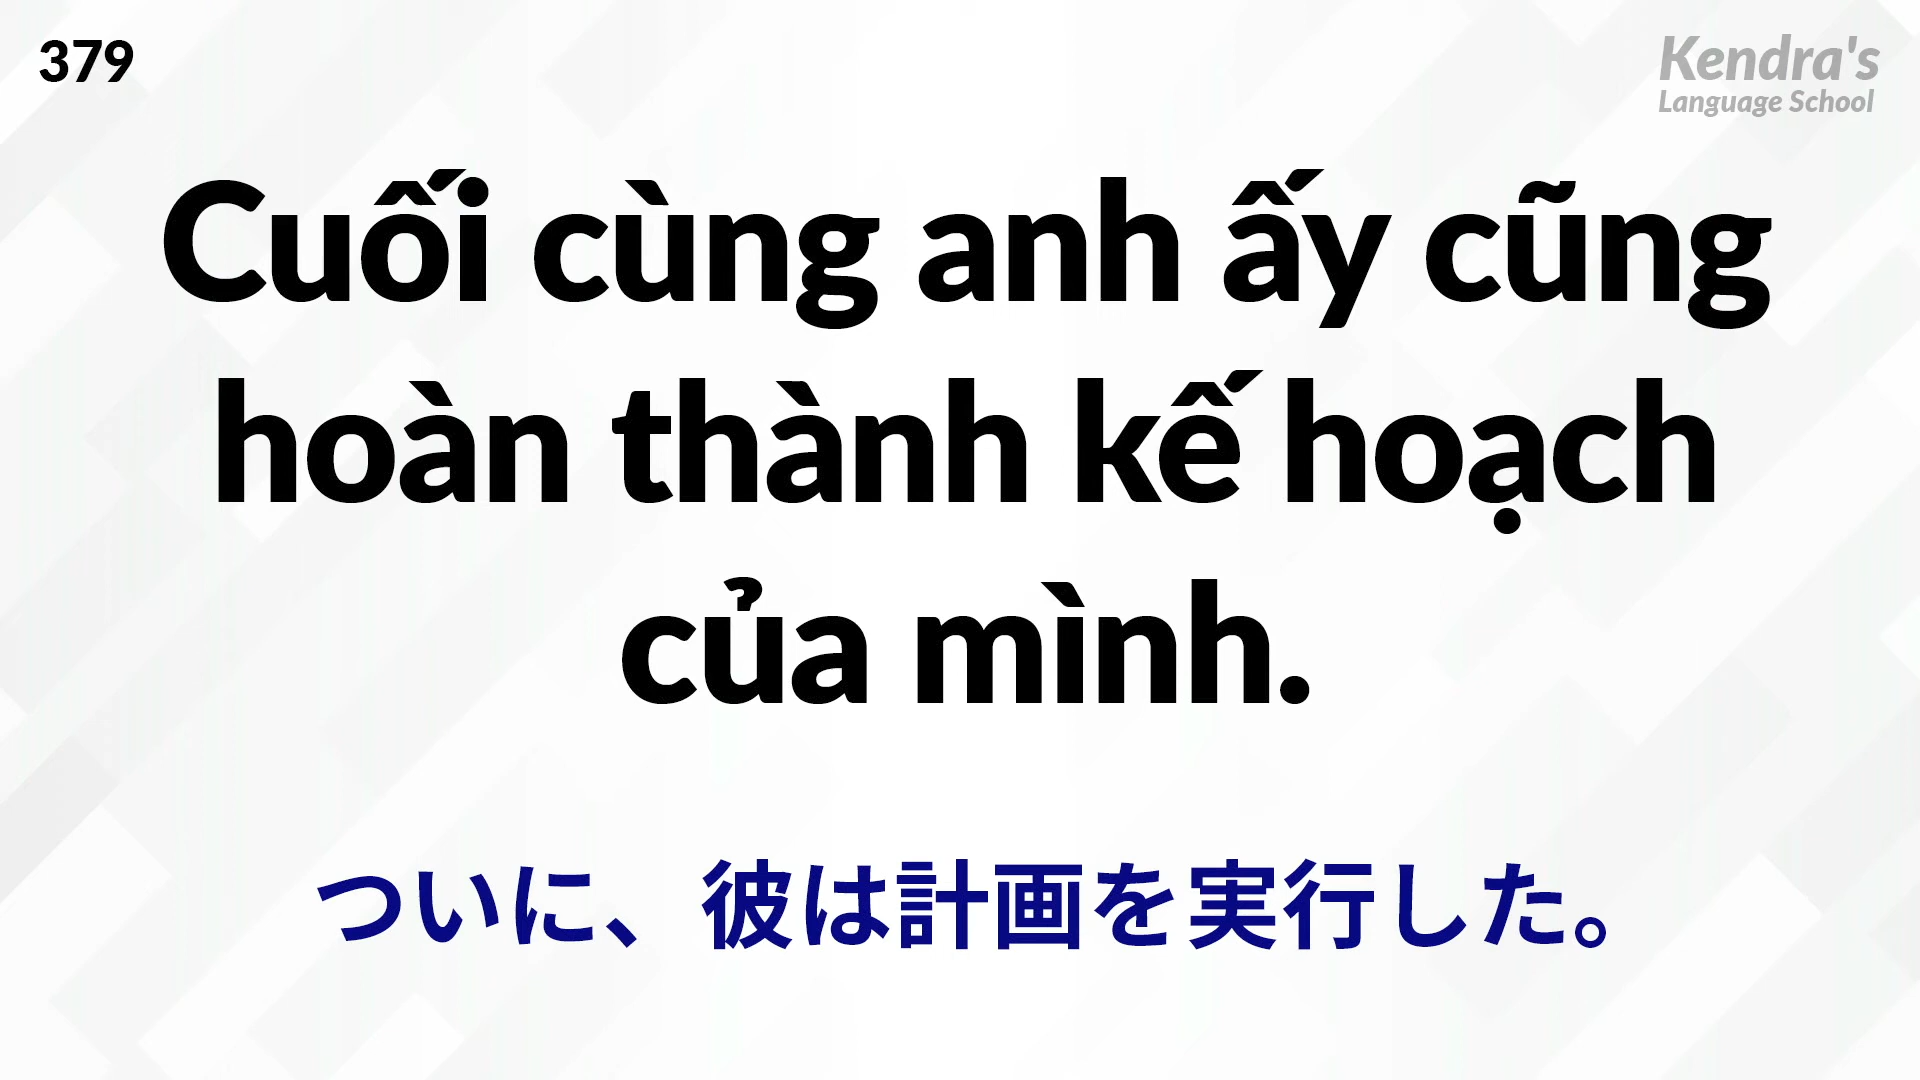 379
Kendra's
Language School
Cuối cùng anh ấy cũng
hoàn thành kế hoạch
của mình.
ついに、彼は計画を実行した。